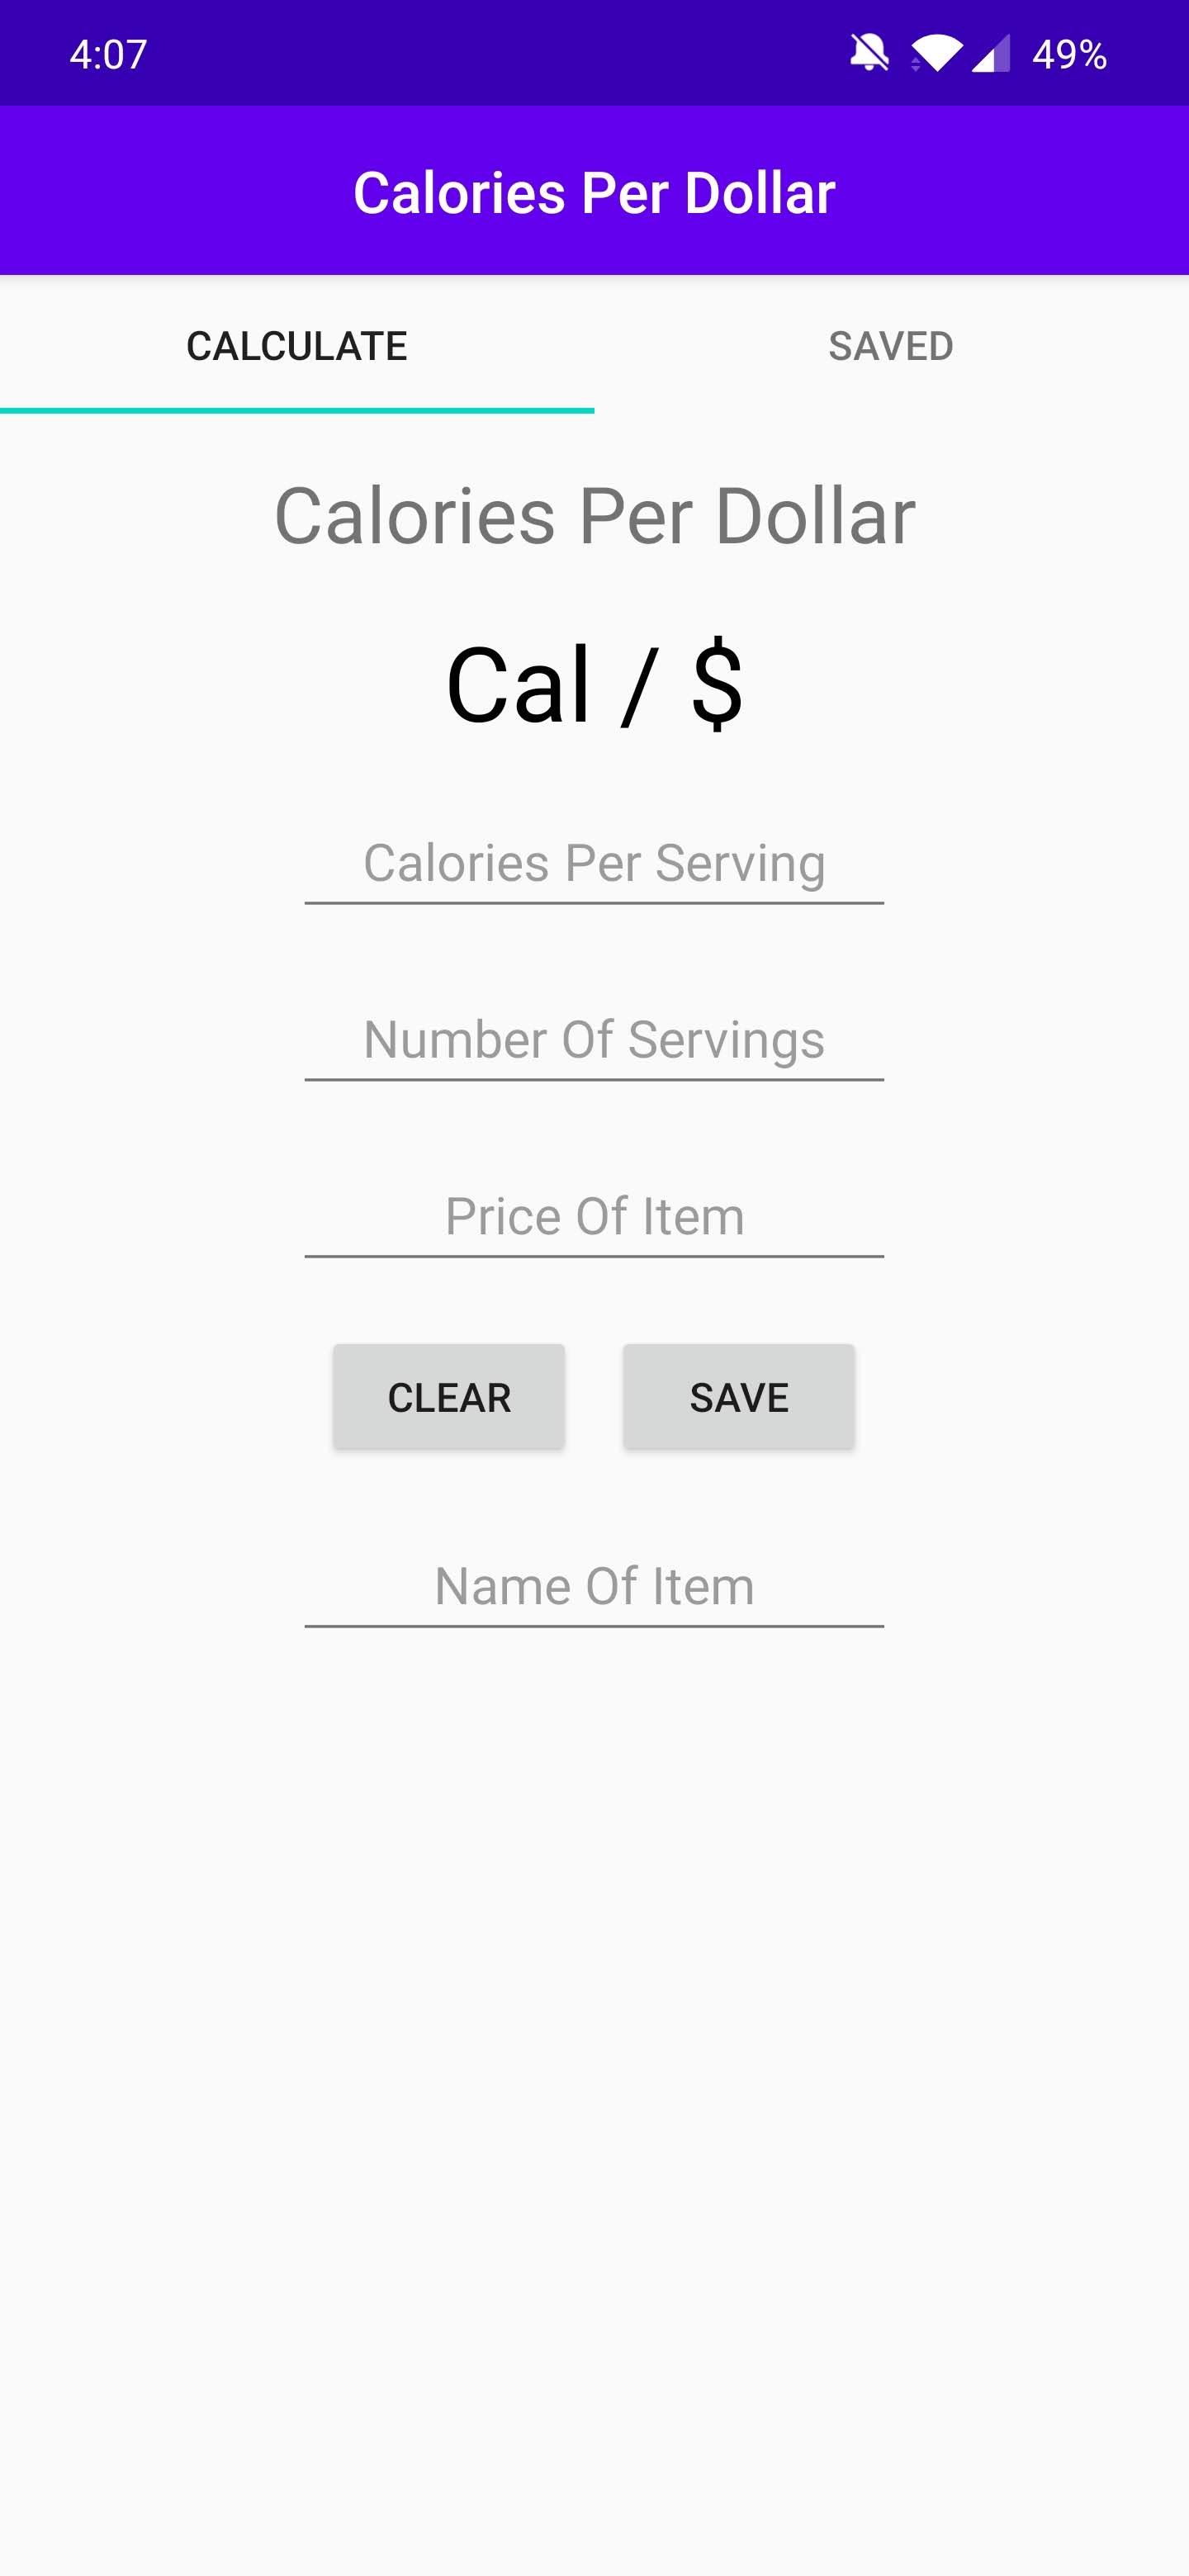 4:07 49%
Calories Per Dollar
CALCULATE SAVED
Calories Per Dollar
Cal / $
Calories Per Serving
Number Of Servings
Price Of Item
CLEAR SAVE
Name Of Item